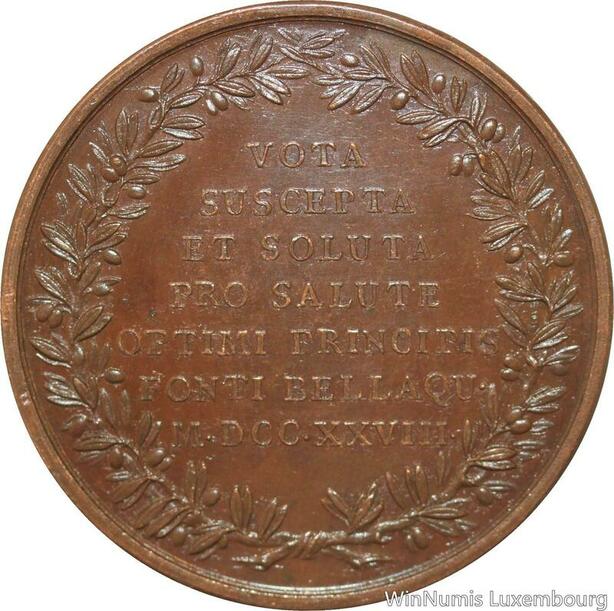 VOTA
SUSCEPTA
ET SOLUTA
PRO SALUTE
OPTIMI PRINCIPIS
FONTI BELLAQU·
M·DCC·XXVIII·
WinNumis Luxembourg